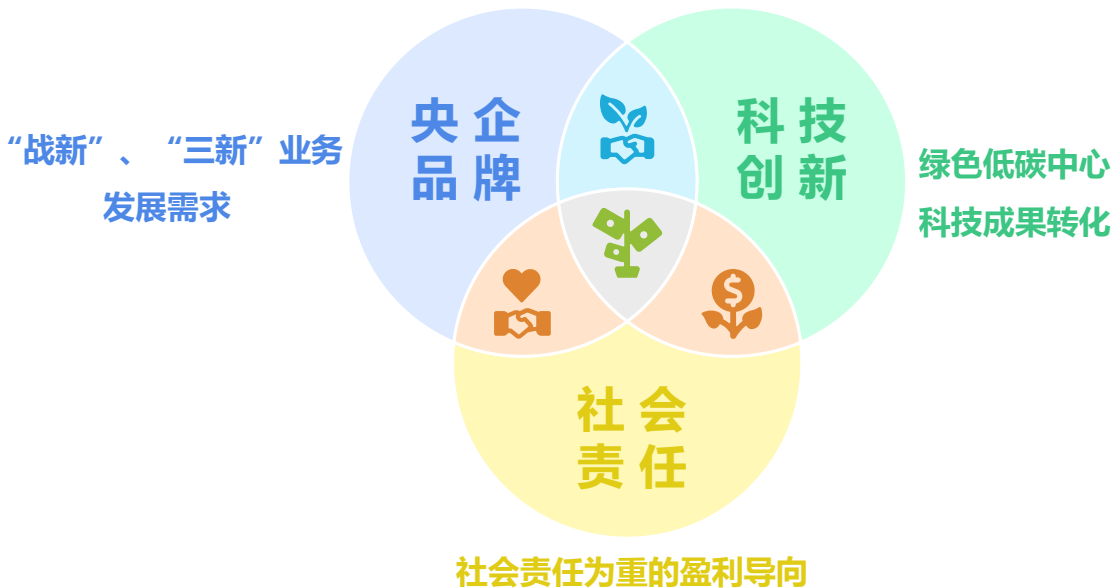 央企
品牌
科技
创新
“战新”、“三新”业务
发展需求
绿色低碳中心
科技成果转化
社会
责任
社会责任为重的盈利导向